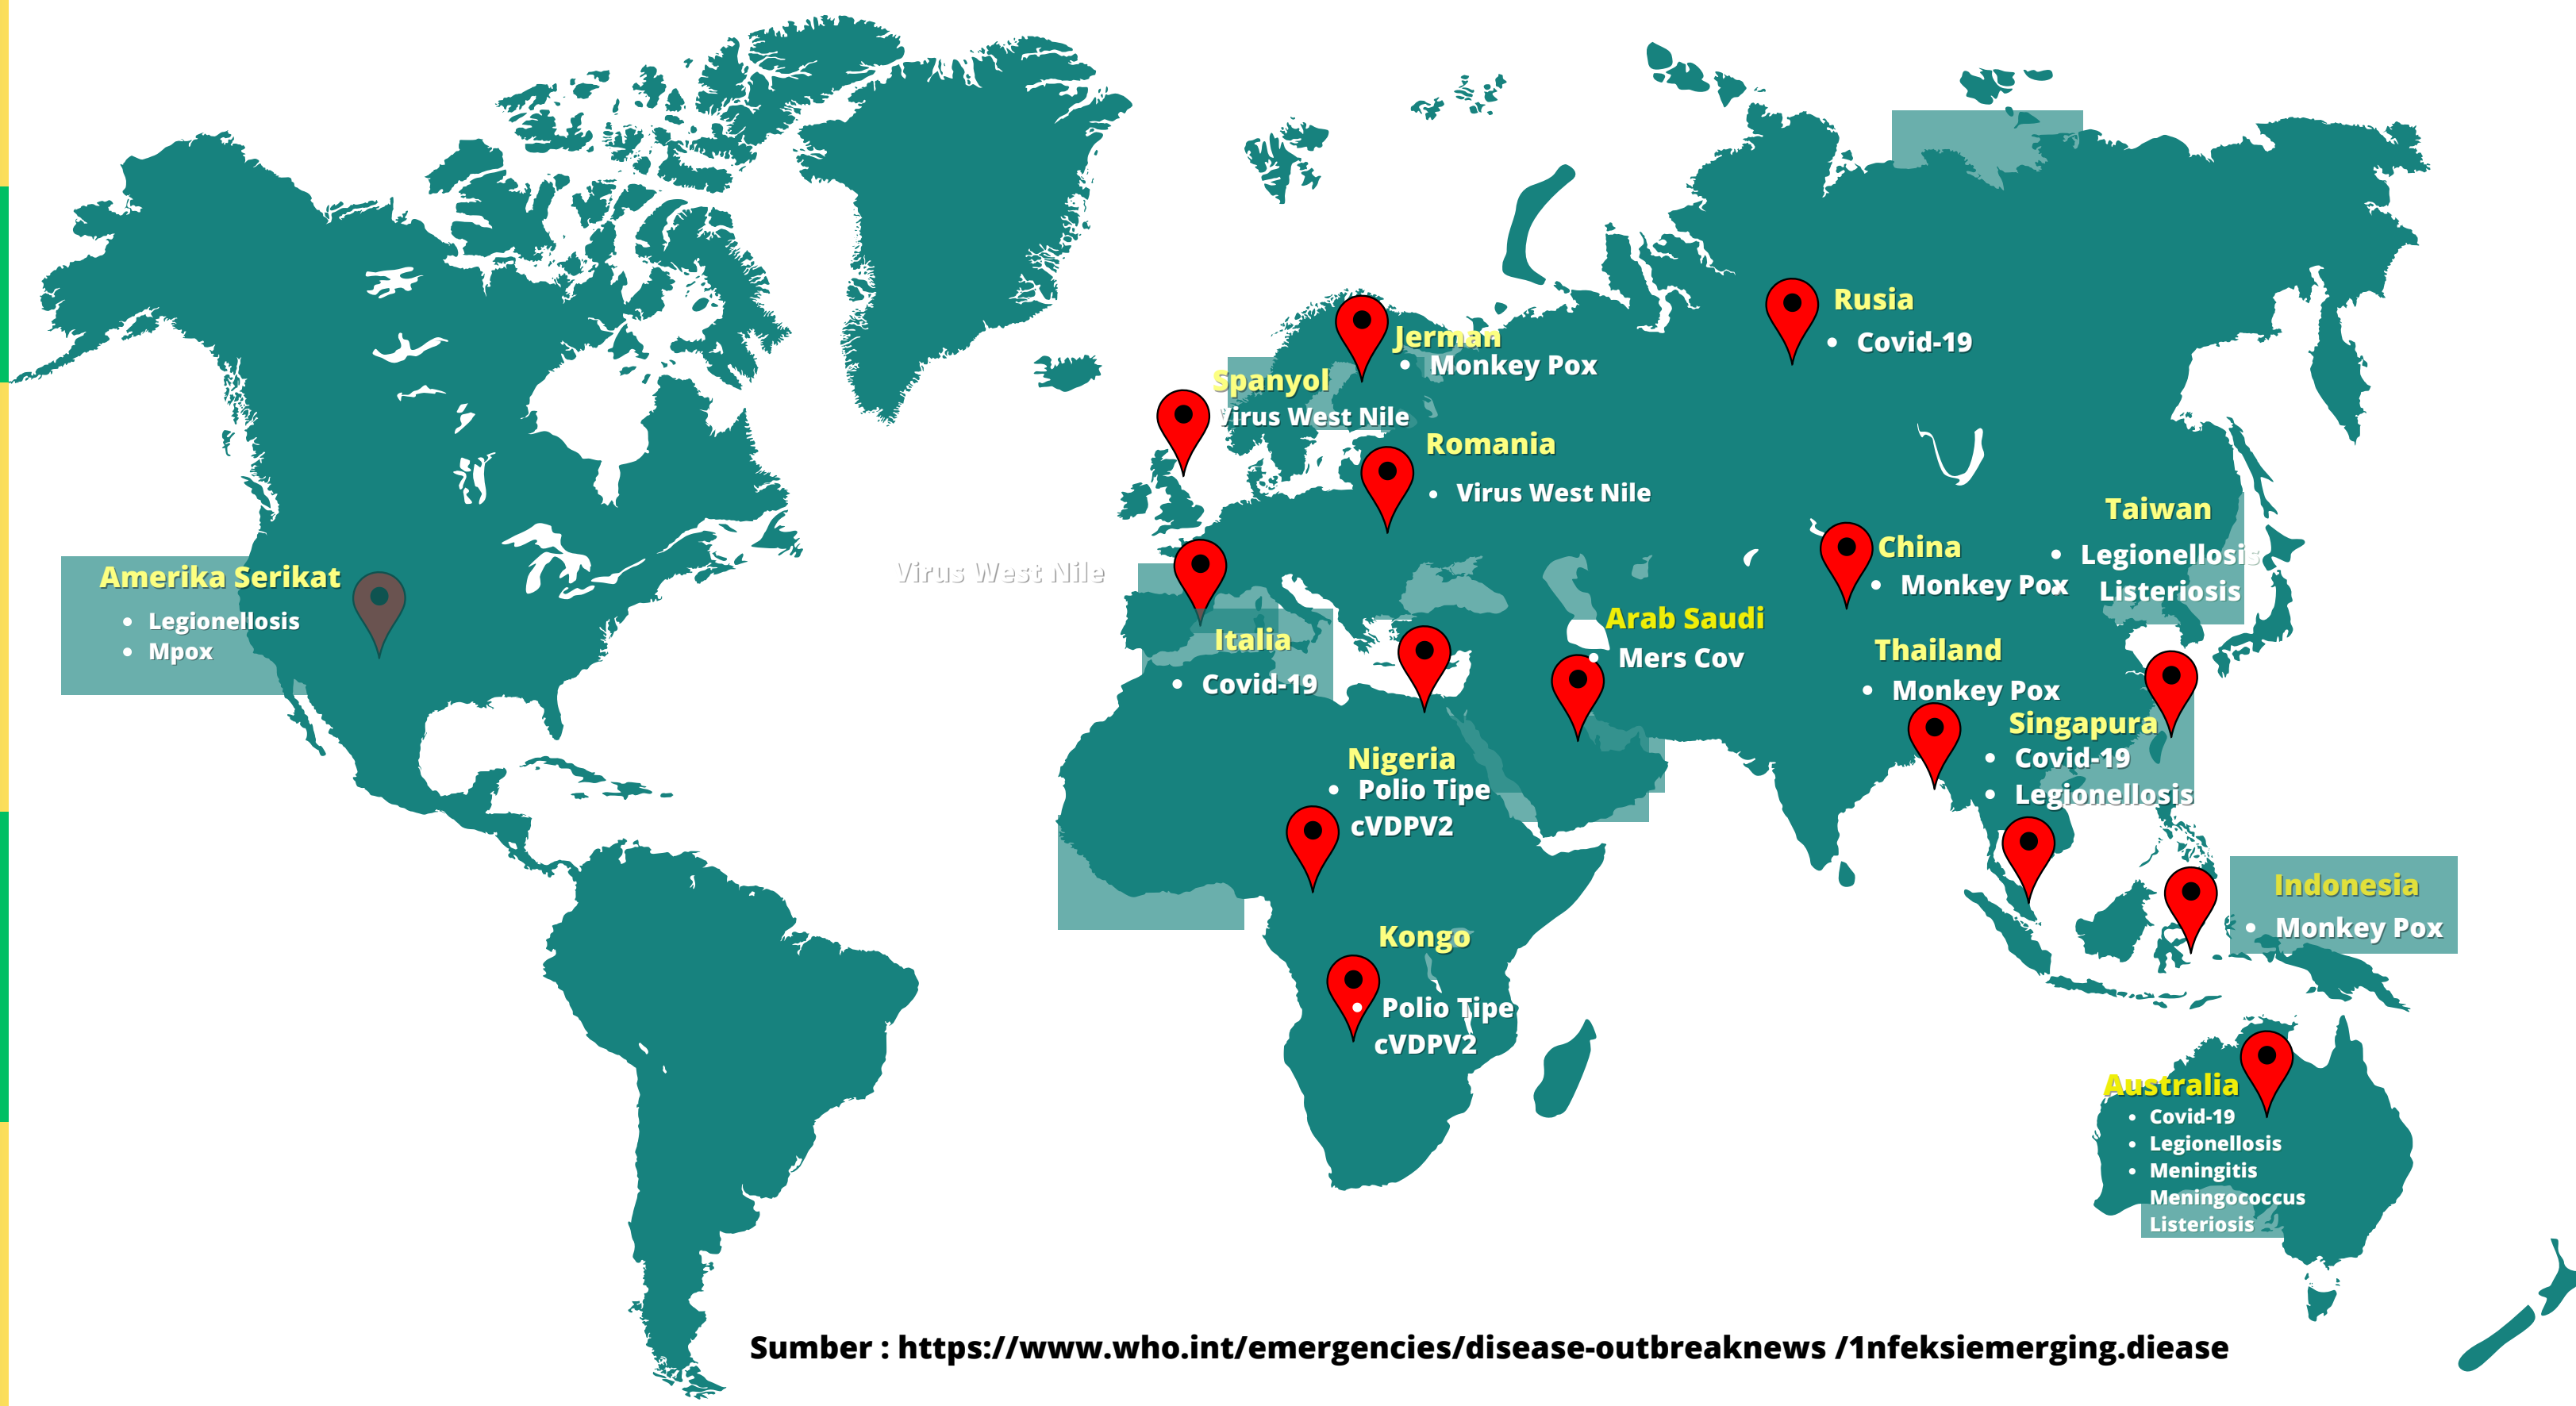 Rusia
Covid-19
Jerman
Monkey Pox
Spanyol
Virus West Nile
Romania
Virus West Nile
Taiwan
Legionellosis
Listeriosis
China
Monkey Pox
Virus West Nile
Amerika Serikat
Legionellosis
Mpox
Italia
Covid-19
Arab Saudi
Mers Cov
Thailand
Monkey Pox
Singapura
Covid-19
Legionellosis
Nigeria
Polio Tipe
cVDPV2
Indonesia
Monkey Pox
Kongo
Polio Tipe
cVDPV2
Australia
Covid-19
Legionellosis
Meningitis
Meningococcus
Listeriosis
Sumber : https://www.who.int/emergencies/disease-outbreaknews /1nfeksiemerging.diease